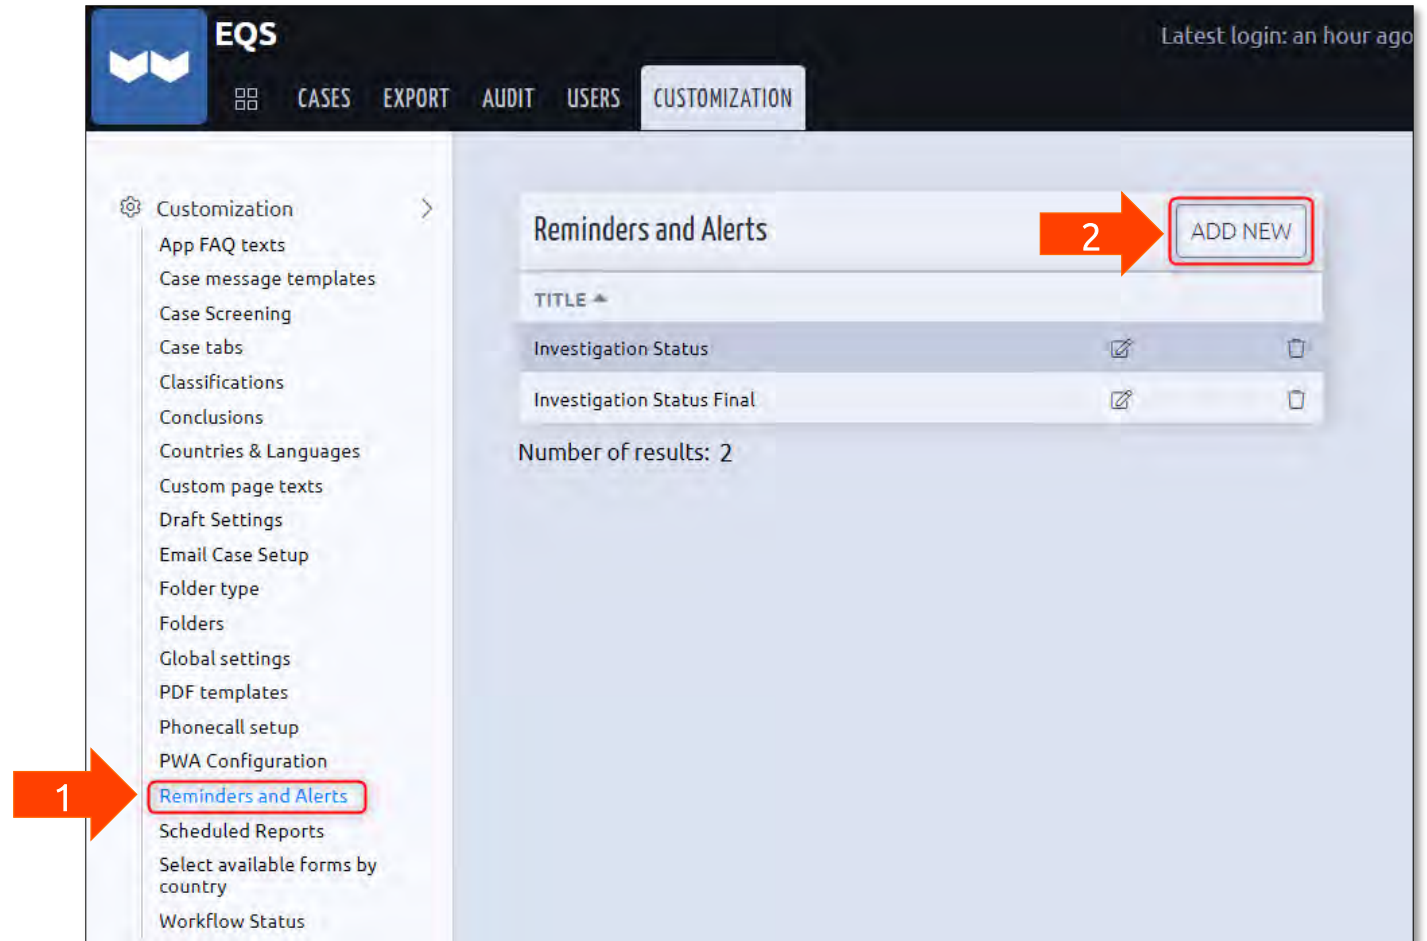 EQS
Latest login: an hour ago
CASES EXPORT AUDIT USERS CUSTOMIZATION
Customization
App FAQ texts
Case message templates
Case Screening
Case tabs
Classifications
Conclusions
Countries & Languages
Custom page texts
Draft Settings
Email Case Setup
Folder type
Folders
Global settings
PDF templates
Phonecall setup
PWA Configuration
1
Reminders and Alerts
Scheduled Reports
Select available forms by
country
Workflow Status
Reminders and Alerts
2
ADD NEW
TITLE
Investigation Status
Investigation Status Final
Number of results: 2